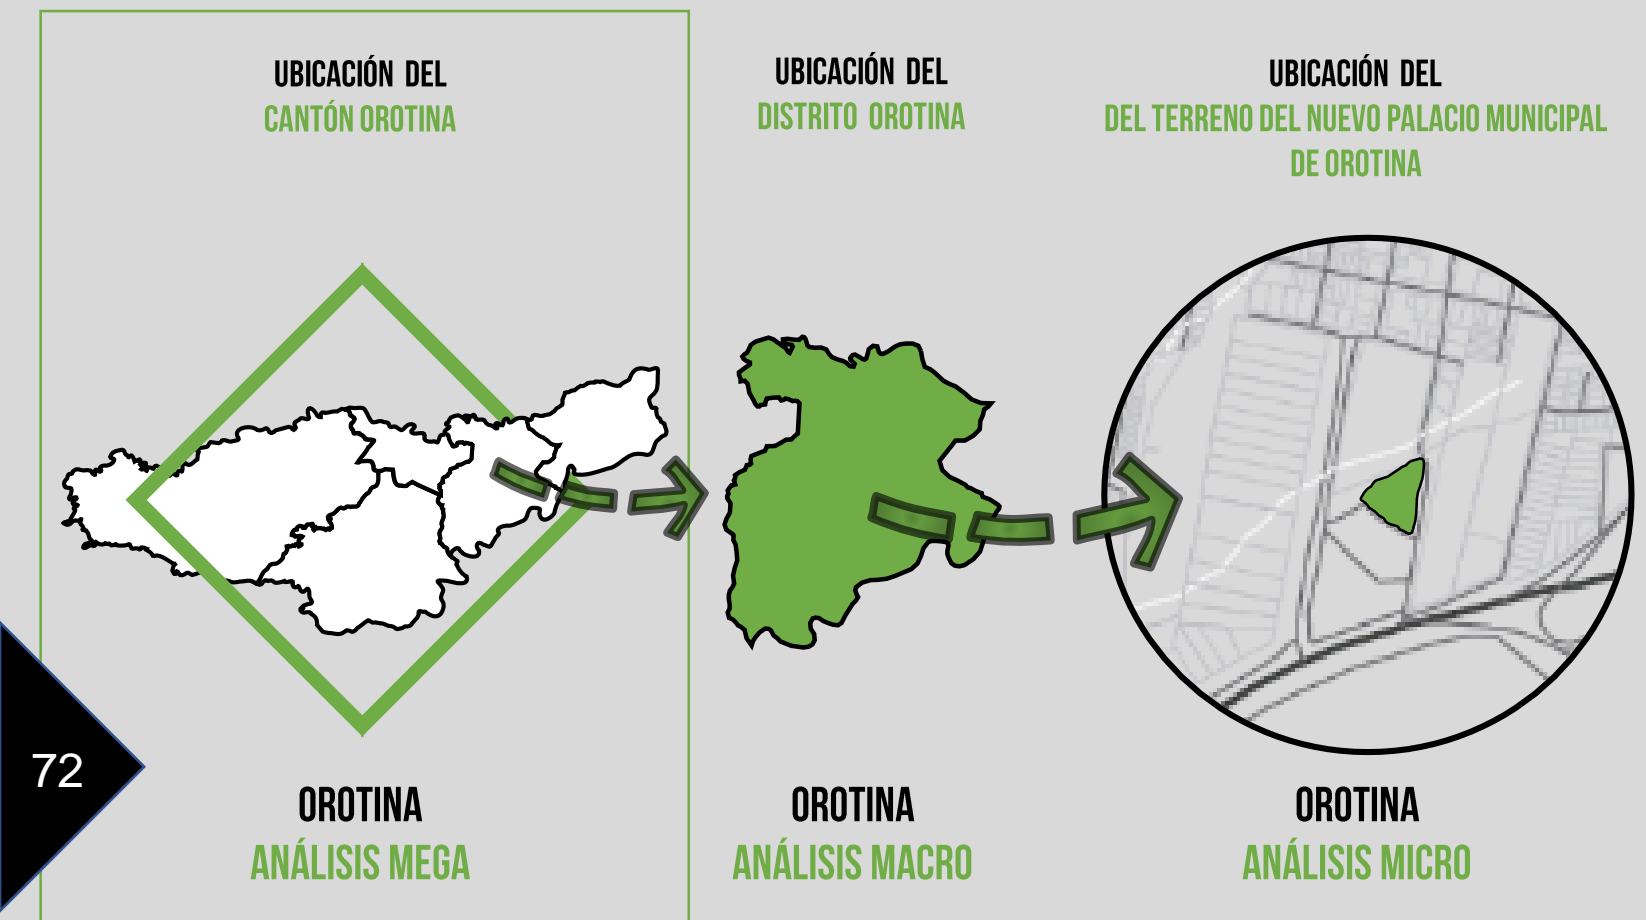 UBICACIÓN DEL
CANTÓN OROTINA
UBICACIÓN DEL
DISTRITO OROTINA
UBICACIÓN DEL
DEL TERRENO DEL NUEVO PALACIO MUNICIPAL
DE OROTINA
72
OROTINA
ANÁLISIS MEGA
OROTINA
ANÁLISIS MACRO
OROTINA
ANÁLISIS MICRO